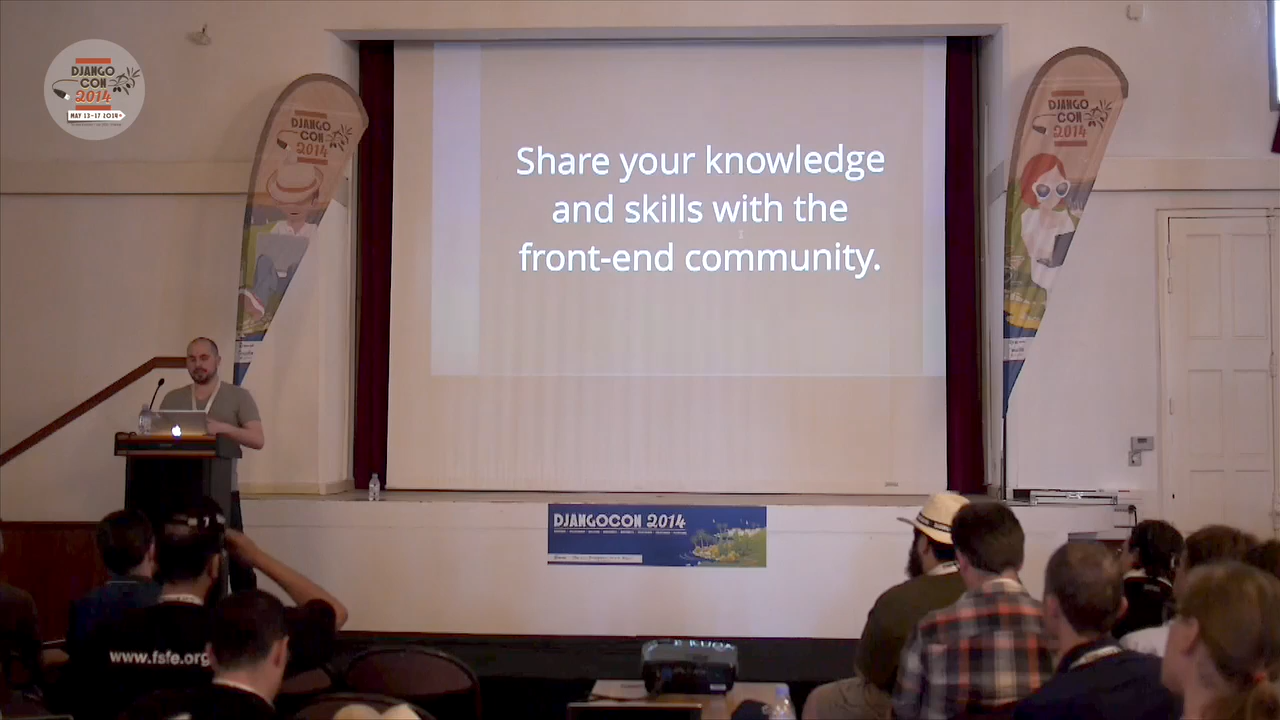 DJANGO
CON
2014
MAY 13-17 2014
DJANGO
CON
2014
Share your knowledge
and skills with the
front-end community.
DJANGO
CON
2014
DJANGOCON 2014
www.fsfe.org